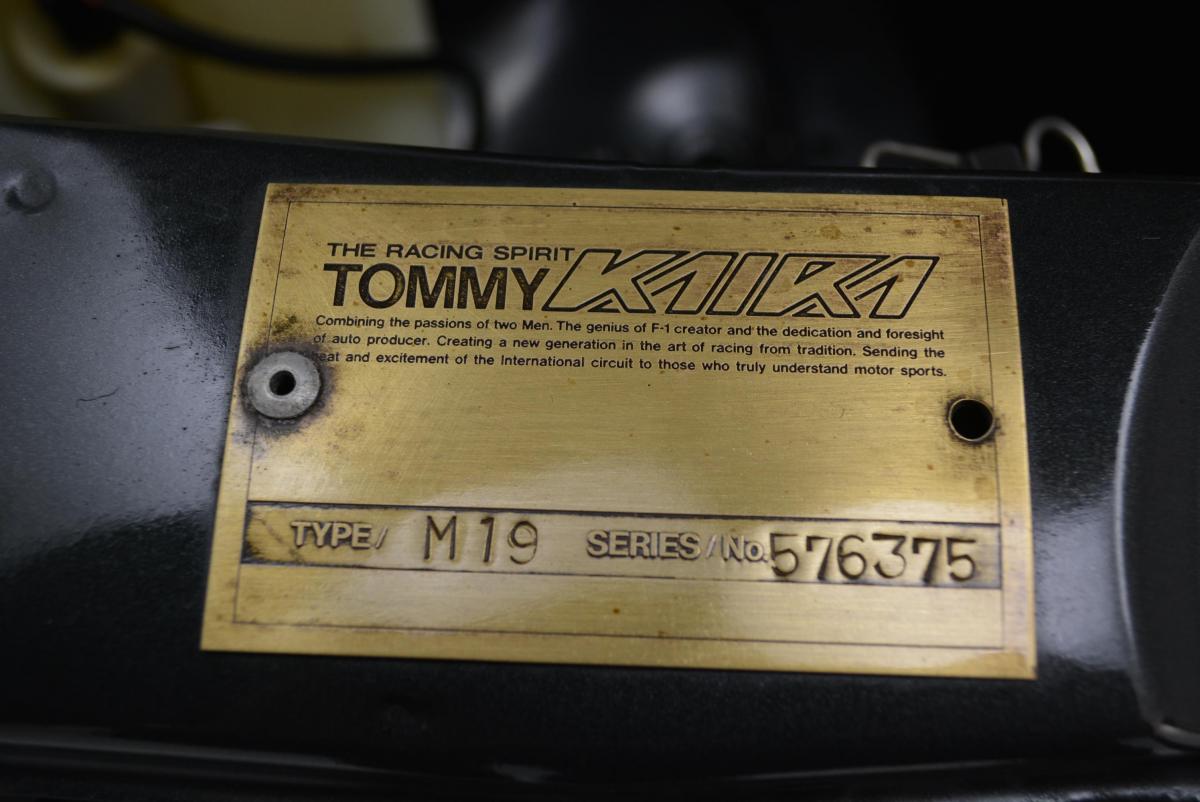 THE RACING SPIRIT
TOMMY KAIRA
Combining the passions of two Men. The genius of F-1 creator and the dedication and foresight
of auto producer. Creating a new generation in the art of racing from tradition. Sending the
heat and excitement of the International circuit to those who truly understand motor sports.
TYPE/ M19 SERIES/No. 576375